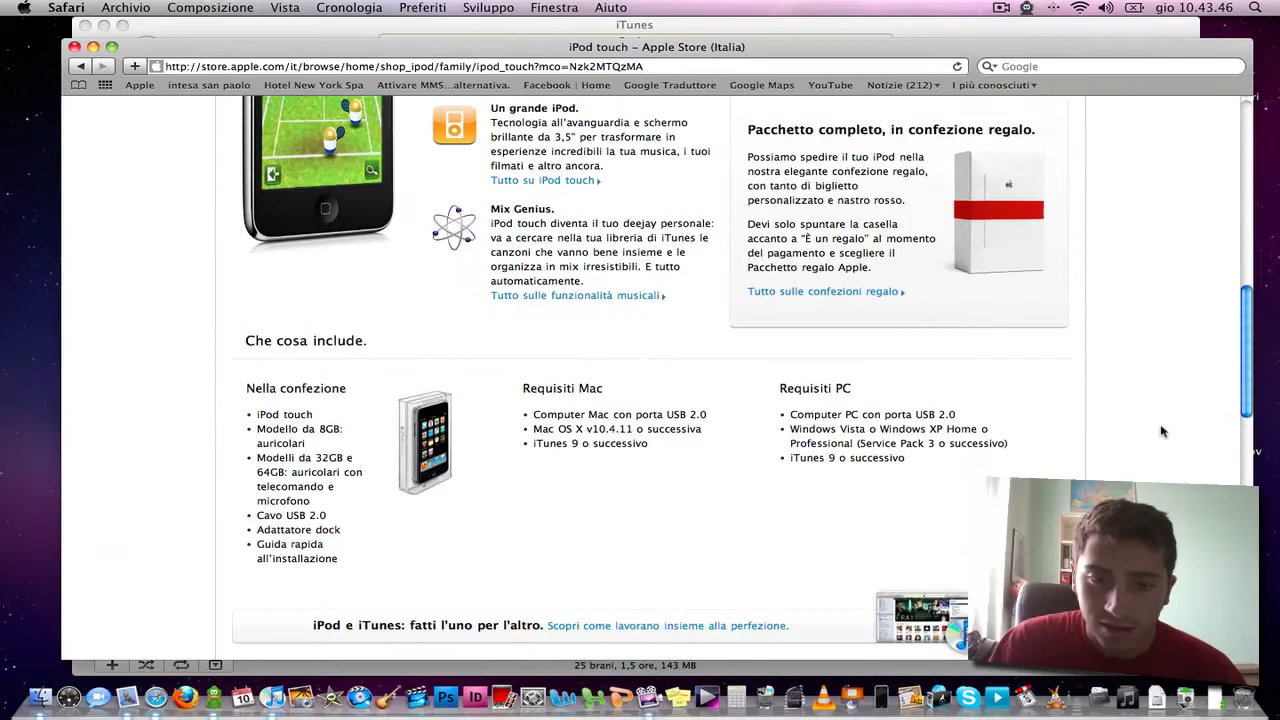 Safari Archivio Composizione Vista Cronologia Preferiti Sviluppo Finestra Aiuto gio 10.43.46
iTunes
iPod touch – Apple Store (Italia)
http://store.apple.com/it/browse/home/shop_ipod/family/ipod_touch?mco=Nzk2MTQzMA
Google
Apple intesa san paolo Hotel New York Spa Attivare MMS...alternativa. Facebook | Home Google Traduttore Google Maps YouTube Notizie (212) I più conosciuti
Un grande iPod.
Tecnologia all'avanguardia e schermo
brillante da 3,5" per trasformare in
esperienze incredibili la tua musica, i tuoi
filmati e altro ancora.
Tutto su iPod touch
Mix Genius.
iPod touch diventa il tuo deejay personale:
va a cercare nella tua libreria di iTunes le
canzoni che vanno bene insieme e le
organizza in mix irresistibili. E tutto
automaticamente.
Tutto sulle funzionalità musicali
Pacchetto completo, in confezione regalo.
Possiamo spedire il tuo iPod nella
nostra elegante confezione regalo,
con tanto di biglietto
personalizzato e nastro rosso.
Devi solo spuntare la casella
accanto a “È un regalo” al momento
del pagamento e scegliere il
Pacchetto regalo Apple.
Tutto sulle confezioni regalo
Che cosa include.
Nella confezione
• iPod touch
• Modello da 8GB:
auricolari
• Modelli da 32GB e
64GB: auricolari con
telecomando e
microfono
• Cavo USB 2.0
• Adattatore dock
• Guida rapida
all'installazione
Requisiti Mac
• Computer Mac con porta USB 2.0
• Mac OS X v10.4.11 o successiva
• iTunes 9 o successivo
Requisiti PC
• Computer PC con porta USB 2.0
• Windows Vista o Windows XP Home o
Professional (Service Pack 3 o successivo)
• iTunes 9 o successivo
iPod e iTunes: fatti l'uno per l'altro. Scopri come lavorano insieme alla perfezione.
25 brani, 1,5 ore, 143 MB
10
Ps
ID